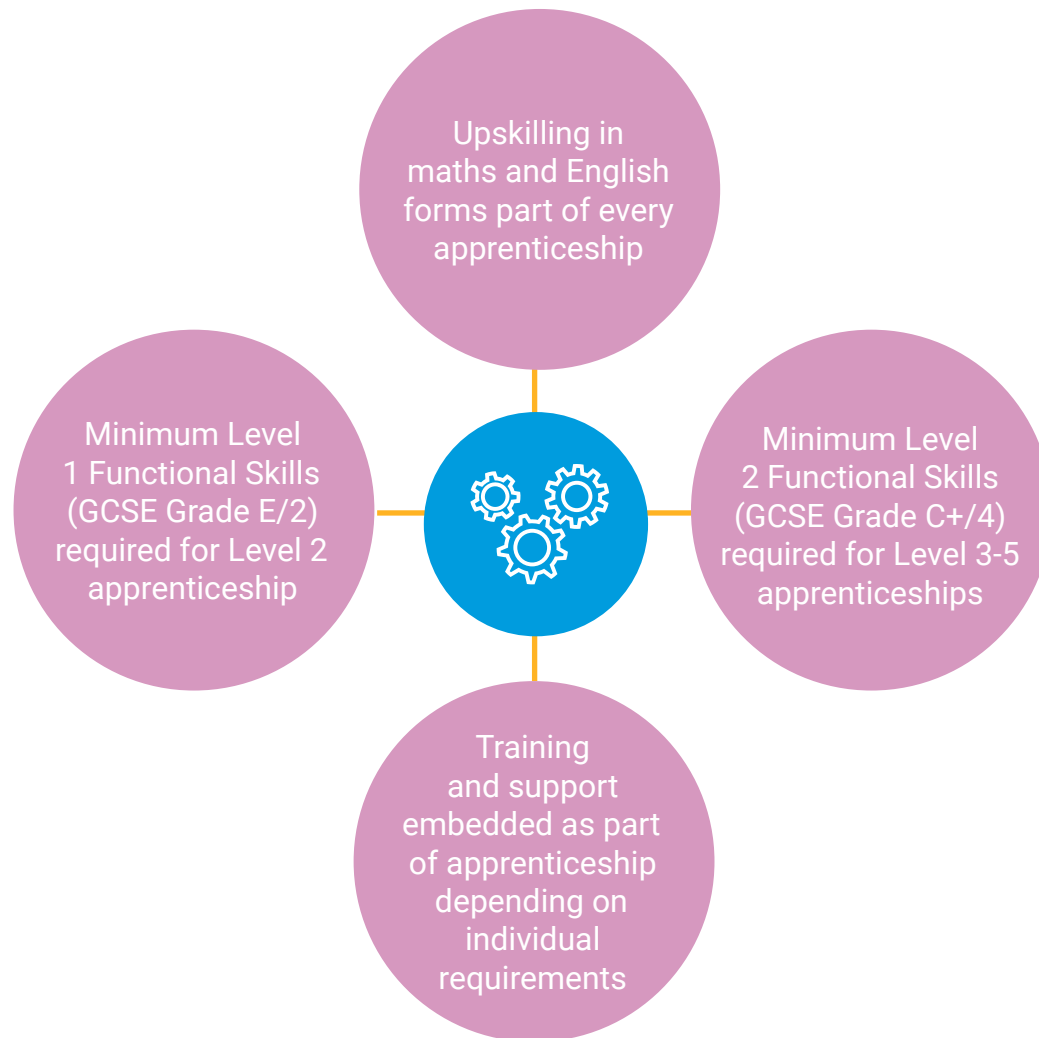 Upskilling in
maths and English
forms part of every
apprenticeship
Minimum Level
1 Functional Skills
(GCSE Grade E/2)
required for Level 2
apprenticeship
Minimum Level
2 Functional Skills
(GCSE Grade C+/4)
required for Level 3-5
apprenticeships
Training
and support
embedded as part
of apprenticeship
depending on
individual
requirements